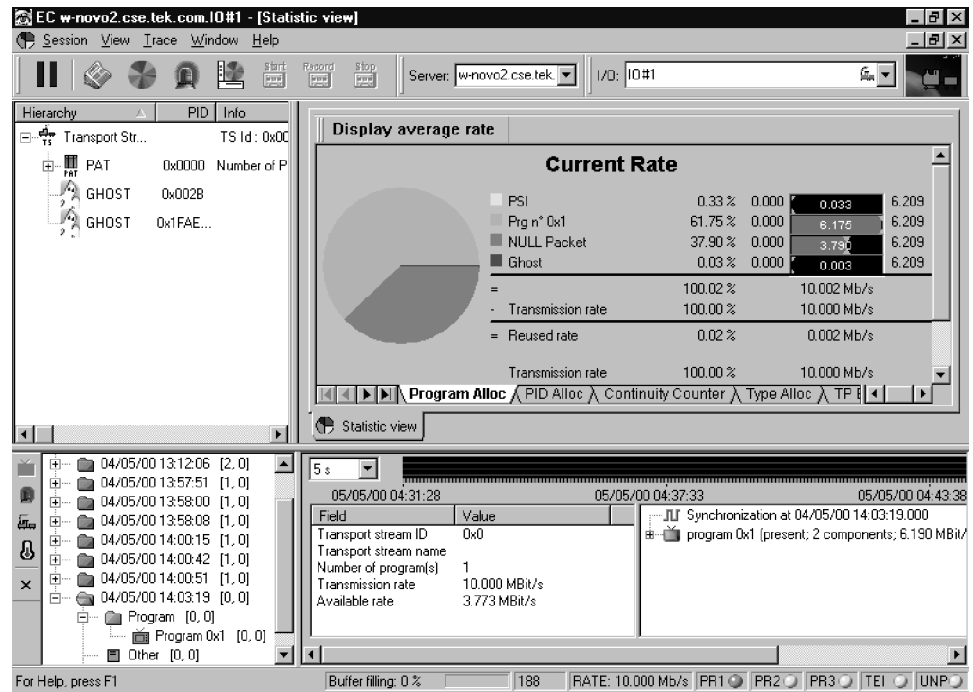 EC w-novo2.cse.tek.com.IO#1 - [Statistic view]
Session View Trace Window Help
Start Record Stop Server: w-novo2.cse.tek. I/O: IO#1
Hierarchy PID Info
TS Transport Str... TS Id : 0x00
PAT PAT 0x0000 Number of P
GHOST 0x002B
GHOST 0x1FAE...
Display average rate
Current Rate
PSI 0.33 % 0.000 0.033 6.209
Prg n° 0x1 61.75 % 0.000 6.175 6.209
NULL Packet 37.90 % 0.000 3.790 6.209
Ghost 0.03 % 0.000 0.003 6.209
= 100.02 % 10.002 Mb/s
- Transmission rate 100.00 % 10.000 Mb/s
= Reused rate 0.02 % 0.002 Mb/s
Transmission rate 100.00 % 10.000 Mb/s
Program Alloc PID Alloc Continuity Counter Type Alloc TP E
Statistic view
04/05/00 13:12:06 [2, 0]
04/05/00 13:57:51 [1, 0]
04/05/00 13:58:00 [1, 0]
04/05/00 13:58:08 [1, 0]
04/05/00 14:00:15 [1, 0]
04/05/00 14:00:42 [1, 0]
04/05/00 14:00:51 [1, 0]
04/05/00 14:03:19 [0, 0]
Program [0, 0]
Program 0x1 [0, 0]
Other [0, 0]
5 s
05/05/00 04:31:28 05/05/00 04:37:33 05/05/00 04:43:38
Field Value
Transport stream ID 0x0
Transport stream name
Number of program(s) 1
Transmission rate 10.000 MBit/s
Available rate 3.773 MBit/s
Synchronization at 04/05/00 14:03:19.000
program 0x1 (present; 2 components; 6.190 MBit/
For Help, press F1 Buffer filling: 0 % 188 RATE: 10.000 Mb/s PR1 PR2 PR3 TEI UNP